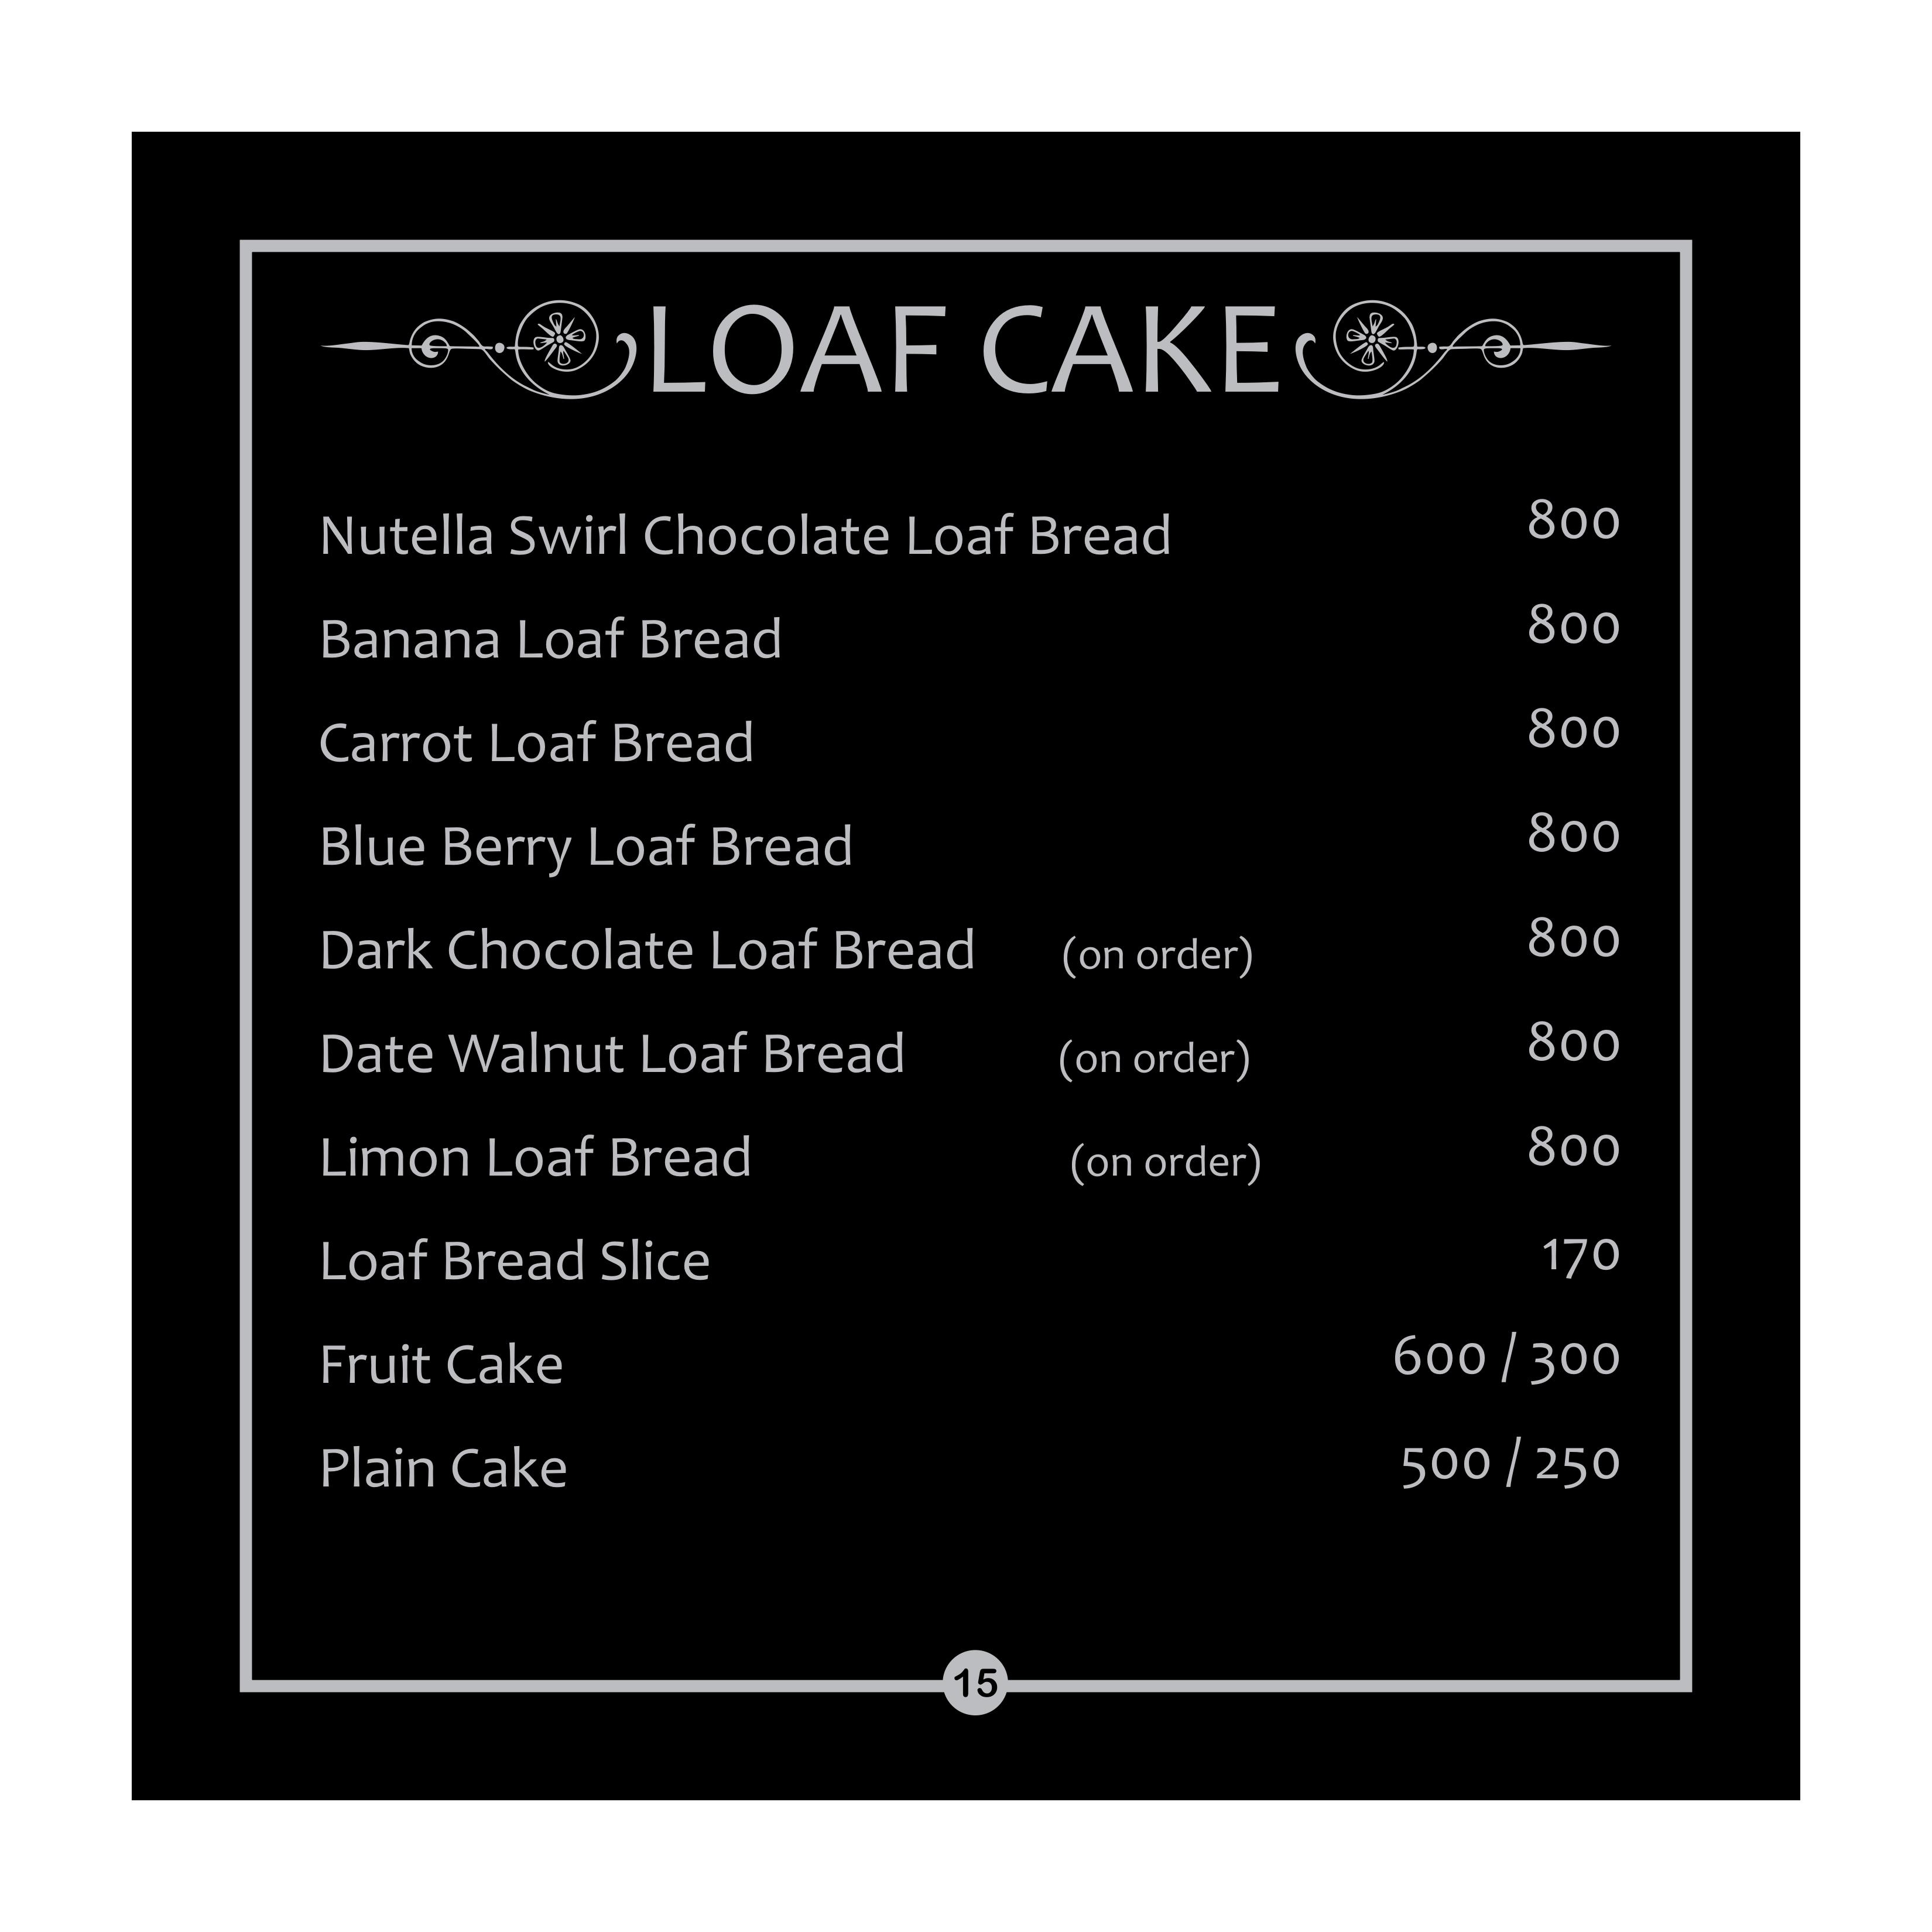 LOAF CAKE
Nutella Swirl Chocolate Loaf Bread 800
Banana Loaf Bread 800
Carrot Loaf Bread 800
Blue Berry Loaf Bread 800
Dark Chocolate Loaf Bread (on order) 800
Date Walnut Loaf Bread (on order) 800
Limon Loaf Bread (on order) 800
Loaf Bread Slice 170
Fruit Cake 600 / 300
Plain Cake 500 / 250
15